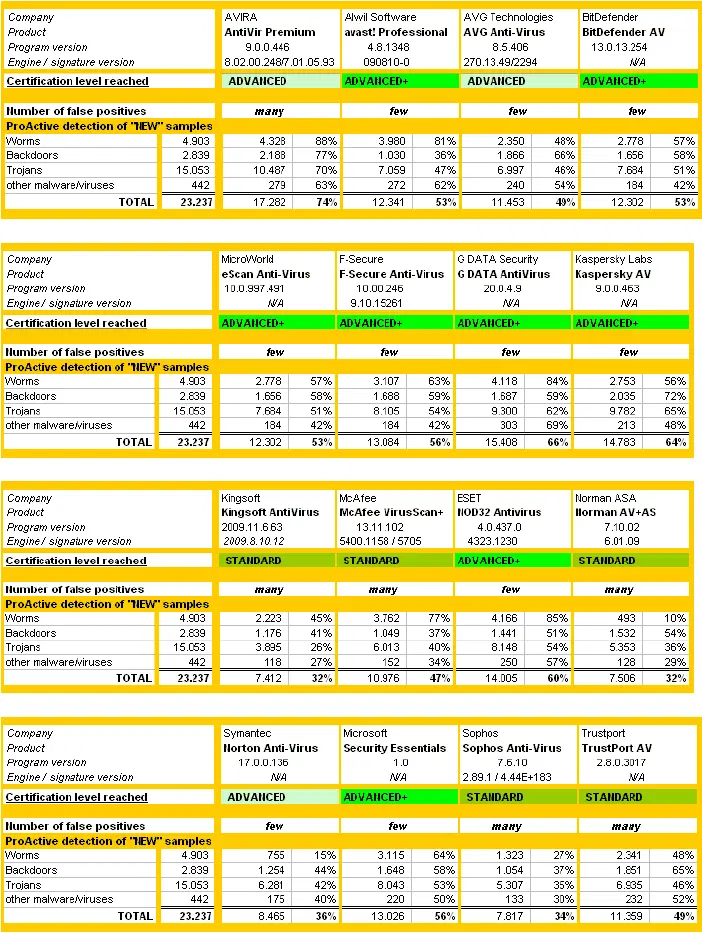 Company AVIRA Alwil Software AVG Technologies BitDefender
Product AntiVir Premium avast! Professional AVG Anti-Virus BitDefender AV
Program version 9.0.0.446 4.8.1348 8.5.406 13.0.13.254
Engine / signature version 8.02.00.248/7.01.05.93 090810-0 270.13.49/2294 N/A
Certification level reached ADVANCED ADVANCED+ ADVANCED ADVANCED+
Number of false positives many few few few
ProActive detection of "NEW" samples
Worms 4.903 4.328 88% 3.980 81% 2.350 48% 2.778 57%
Backdoors 2.839 2.188 77% 1.030 36% 1.866 66% 1.656 58%
Trojans 15.053 10.487 70% 7.059 47% 6.997 46% 7.684 51%
other malware/viruses 442 279 63% 272 62% 240 54% 184 42%
TOTAL 23.237 17.282 74% 12.341 53% 11.453 49% 12.302 53%
Company MicroWorld F-Secure G DATA Security Kaspersky Labs
Product eScan Anti-Virus F-Secure Anti-Virus G DATA AntiVirus Kaspersky AV
Program version 10.0.997.491 10.00.246 20.0.4.9 9.0.0.463
Engine / signature version N/A 9.10.15261 N/A N/A
Certification level reached ADVANCED+ ADVANCED+ ADVANCED+ ADVANCED+
Number of false positives few few few few
ProActive detection of "NEW" samples
Worms 4.903 2.778 57% 3.107 63% 4.118 84% 2.753 56%
Backdoors 2.839 1.656 58% 1.688 59% 1.687 59% 2.035 72%
Trojans 15.053 7.684 51% 8.105 54% 9.300 62% 9.782 65%
other malware/viruses 442 184 42% 184 42% 303 69% 213 48%
TOTAL 23.237 12.302 53% 13.084 56% 15.408 66% 14.783 64%
Company Kingsoft McAfee ESET Norman ASA
Product Kingsoft AntiVirus McAfee VirusScan+ NOD32 Antivirus Norman AV+AS
Program version 2009.11.6.63 13.11.102 4.0.437.0 7.10.02
Engine / signature version 2009.8.10.12 5400.1158 / 5705 4323.1230 6.01.09
Certification level reached STANDARD STANDARD ADVANCED+ STANDARD
Number of false positives many many few many
ProActive detection of "NEW" samples
Worms 4.903 2.223 45% 3.762 77% 4.166 85% 493 10%
Backdoors 2.839 1.176 41% 1.049 37% 1.441 51% 1.532 54%
Trojans 15.053 3.895 26% 6.013 40% 8.148 54% 5.353 36%
other malware/viruses 442 118 27% 152 34% 250 57% 128 29%
TOTAL 23.237 7.412 32% 10.976 47% 14.005 60% 7.506 32%
Company Symantec Microsoft Sophos Trustport
Product Norton Anti-Virus Security Essentials Sophos Anti-Virus TrustPort AV
Program version 17.0.0.136 1.0 7.6.10 2.8.0.3017
Engine / signature version N/A N/A 2.89.1 / 4.44E+183 N/A
Certification level reached ADVANCED ADVANCED+ STANDARD STANDARD
Number of false positives few few many many
ProActive detection of "NEW" samples
Worms 4.903 755 15% 3.115 64% 1.323 27% 2.341 48%
Backdoors 2.839 1.254 44% 1.648 58% 1.054 37% 1.851 65%
Trojans 15.053 6.281 42% 8.043 53% 5.307 35% 6.935 46%
other malware/viruses 442 175 40% 220 50% 133 30% 232 52%
TOTAL 23.237 8.465 36% 13.026 56% 7.817 34% 11.359 49%